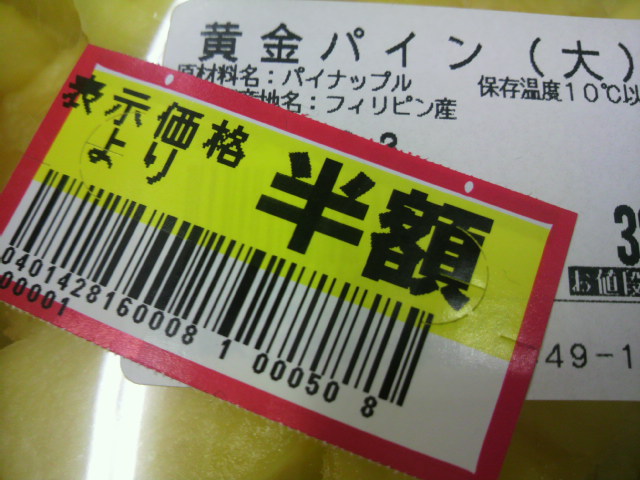 黄金パイン(大)
原材料名:パイナップル
保存温度10℃以
産地名:フィリピン産
表示価格
より
半額
0401428160008 1 00050 8
00001
お値段
49-1